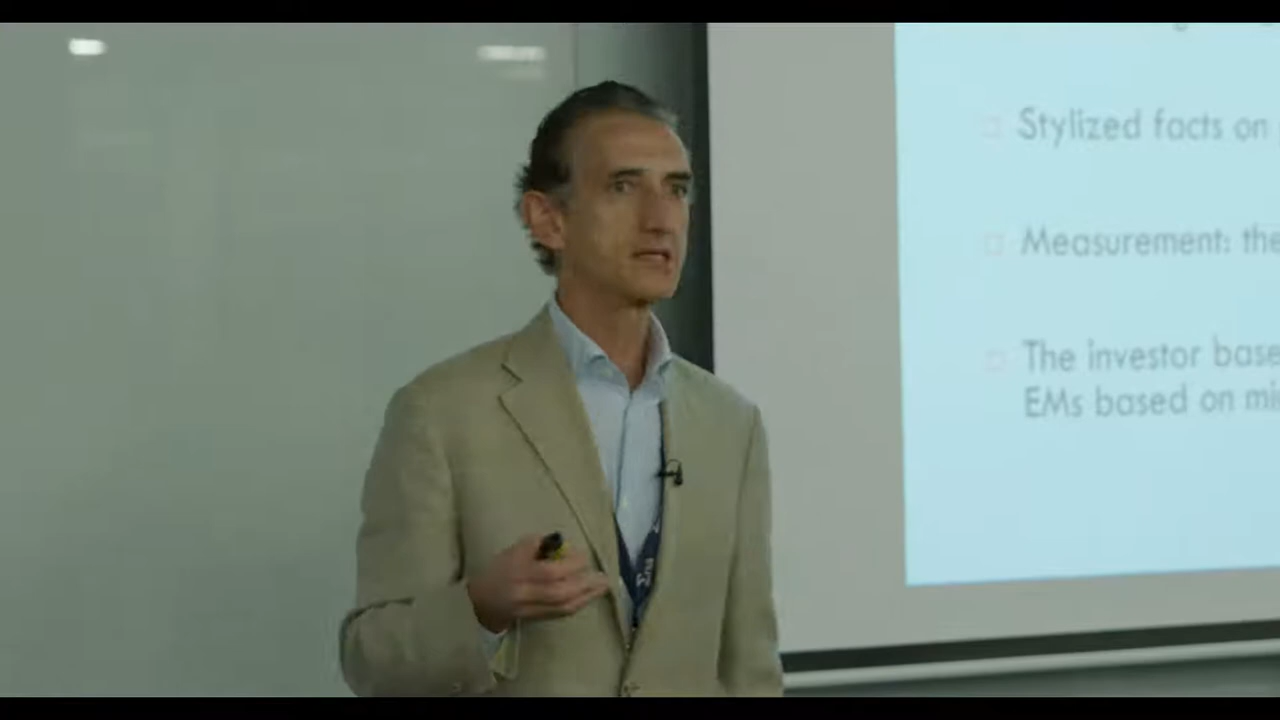 Stylized facts on
Measurement: the
The investor base
EMs based on mi